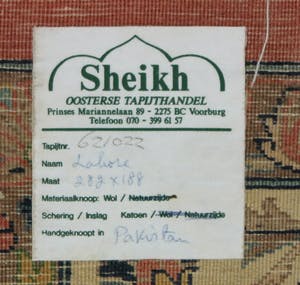 Sheikh
OOSTERSE TAPIJTHANDEL
Prinses Mariannelaan 89 - 2275 BC Voorburg
Telefoon 070 - 399 61 57
Tapijtnr. 621022
Naam Lahore
Maat 282 x 188
Materiaalknoop: Wol / Natuurzijde
Schering / Inslag Katoen / Wol / Natuurzijde
Handgeknoopt in Pakistan